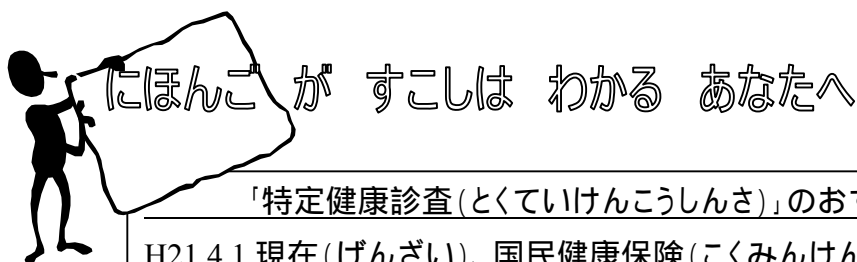 にほんご が すこしは わかる あなたへ
「特定健康診査(とくていけんこうしんさ)」のおす
H21.4.1 現在(げんざい)、国民健康保険(こくみんけん